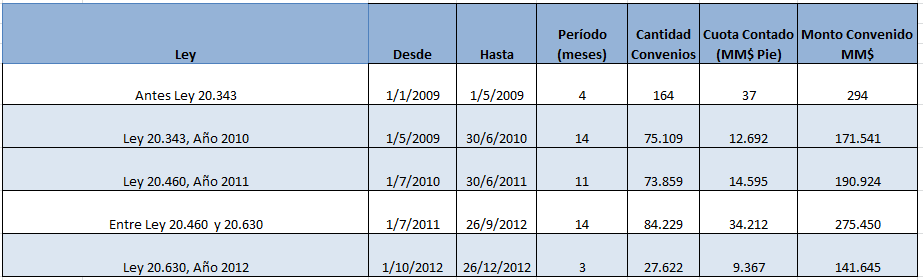 Ley Desde Hasta Período (meses) Cantidad Convenios Cuota Contado (MM$ Pie) Monto Convenido MM$
Antes Ley 20.343 1/1/2009 1/5/2009 4 164 37 294
Ley 20.343, Año 2010 1/5/2009 30/6/2010 14 75.109 12.692 171.541
Ley 20.460, Año 2011 1/7/2010 30/6/2011 11 73.859 14.595 190.924
Entre Ley 20.460 y 20.630 1/7/2011 26/9/2012 14 84.229 34.212 275.450
Ley 20.630, Año 2012 1/10/2012 26/12/2012 3 27.622 9.367 141.645